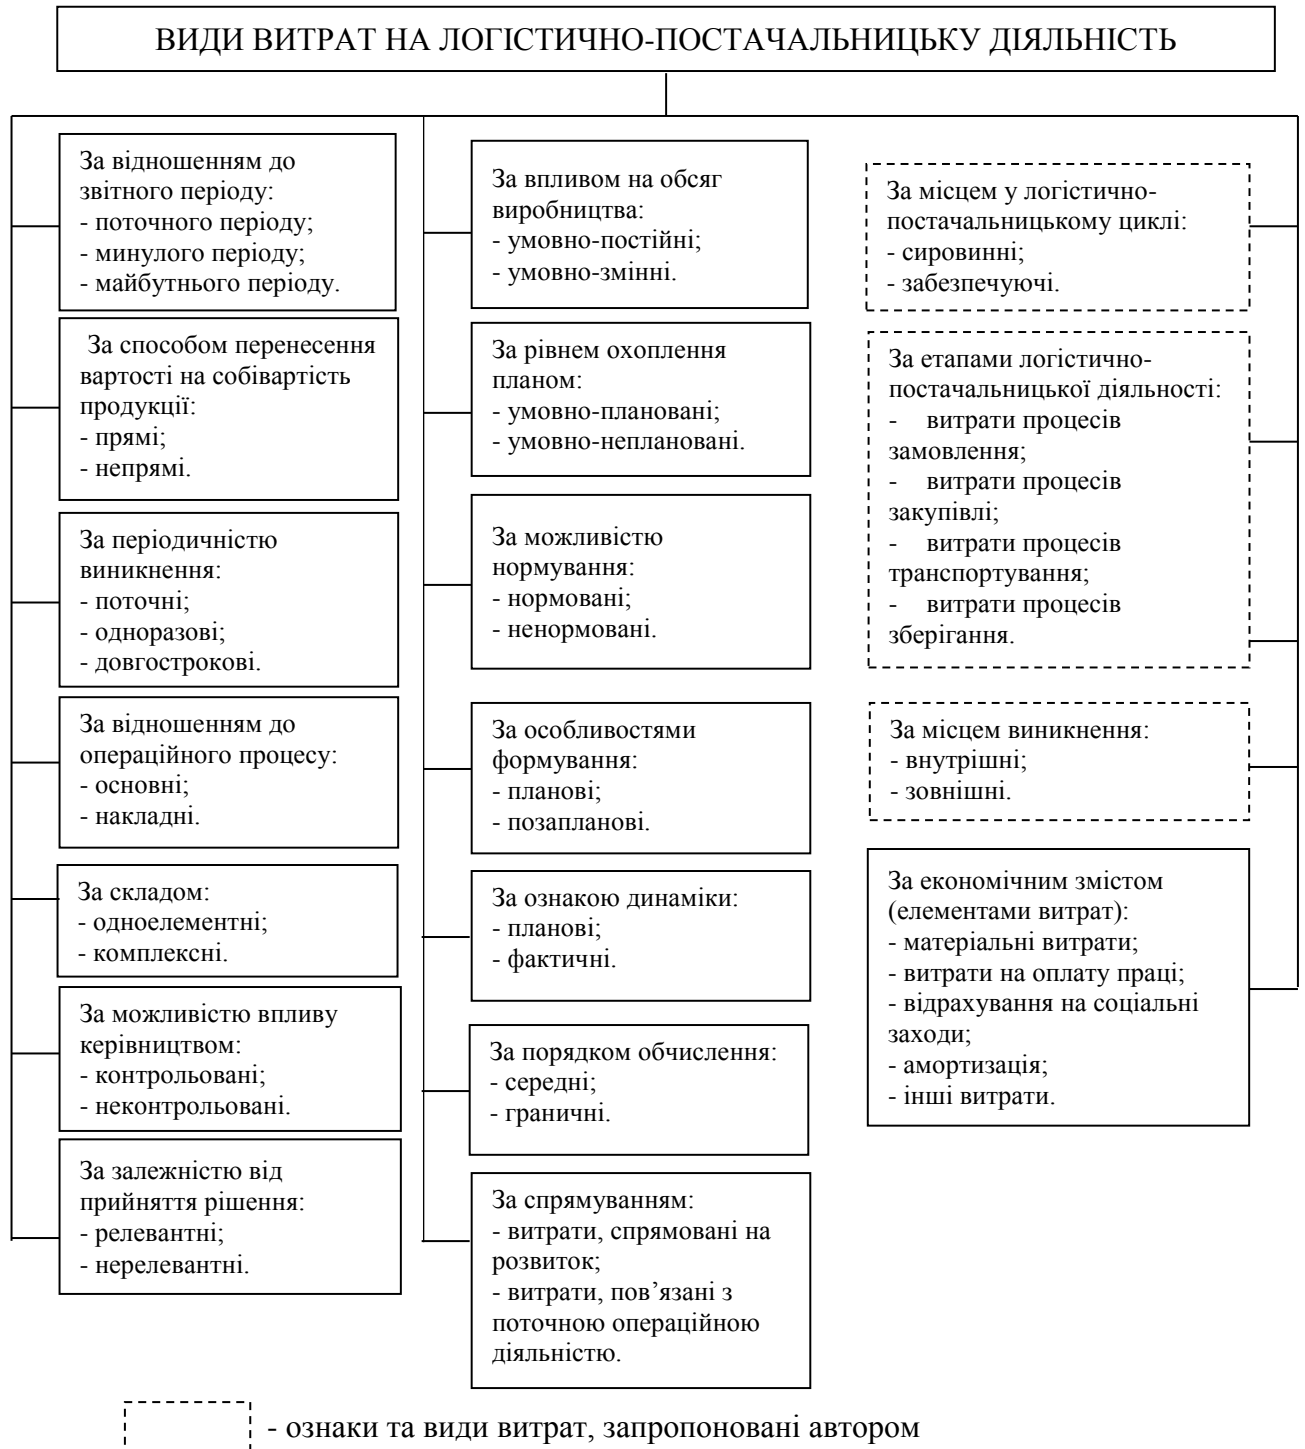 ВИДИ ВИТРАТ НА ЛОГІСТИЧНО-ПОСТАЧАЛЬНИЦЬКУ ДІЯЛЬНІСТЬ
За відношенням до
звітного періоду:
- поточного періоду;
- минулого періоду;
- майбутнього періоду.
За способом перенесення
вартості на собівартість
продукції:
- прямі;
- непрямі.
За періодичністю
виникнення:
- поточні;
- одноразові;
- довгострокові.
За відношенням до
операційного процесу:
- основні;
- накладні.
За складом:
- одноелементні;
- комплексні.
За можливістю впливу
керівництвом:
- контрольовані;
- неконтрольовані.
За залежністю від
прийняття рішення:
- релевантні;
- нерелевантні.
За впливом на обсяг
виробництва:
- умовно-постійні;
- умовно-змінні.
За рівнем охоплення
планом:
- умовно-плановані;
- умовно-неплановані.
За можливістю
нормування:
- нормовані;
- ненормовані.
За особливостями
формування:
- планові;
- позапланові.
За ознакою динаміки:
- планові;
- фактичні.
За порядком обчислення:
- середні;
- граничні.
За спрямуванням:
- витрати, спрямовані на
розвиток;
- витрати, пов’язані з
поточною операційною
діяльністю.
За місцем у логістично-
постачальницькому циклі:
- сировинні;
- забезпечуючі.
За етапами логістично-
постачальницької діяльності:
- витрати процесів
замовлення;
- витрати процесів
закупівлі;
- витрати процесів
транспортування;
- витрати процесів
зберігання.
За місцем виникнення:
- внутрішні;
- зовнішні.
За економічним змістом
(елементами витрат):
- матеріальні витрати;
- витрати на оплату праці;
- відрахування на соціальні
заходи;
- амортизація;
- інші витрати.
- ознаки та види витрат, запропоновані автором